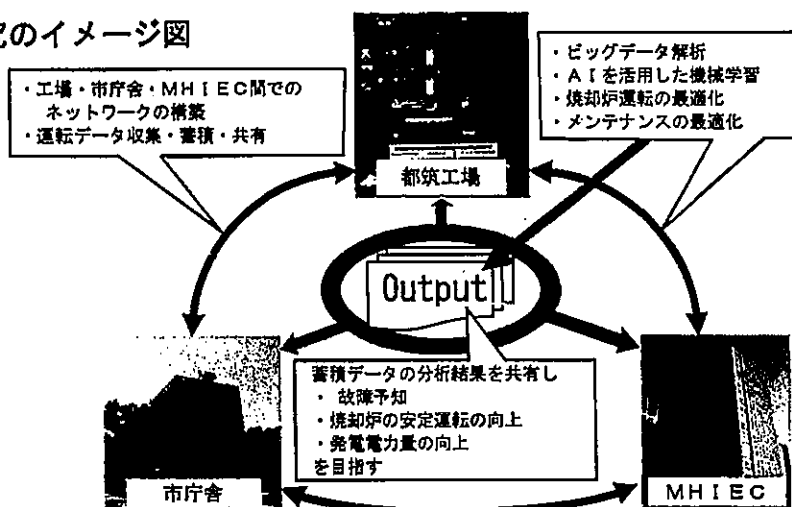 究のイメージ図
・工場・市庁舎・MHIEC間での
ネットワークの構築
・運転データ収集・蓄積・共有
・ビッグデータ解析
・AIを活用した機械学習
・焼却炉運転の最適化
・メンテナンスの最適化
都筑工場
Output
蓄積データの分析結果を共有し
・ 故障予知
・焼却炉の安定運転の向上
・発電電力量の向上
を目指す
市庁舎
MHIEC